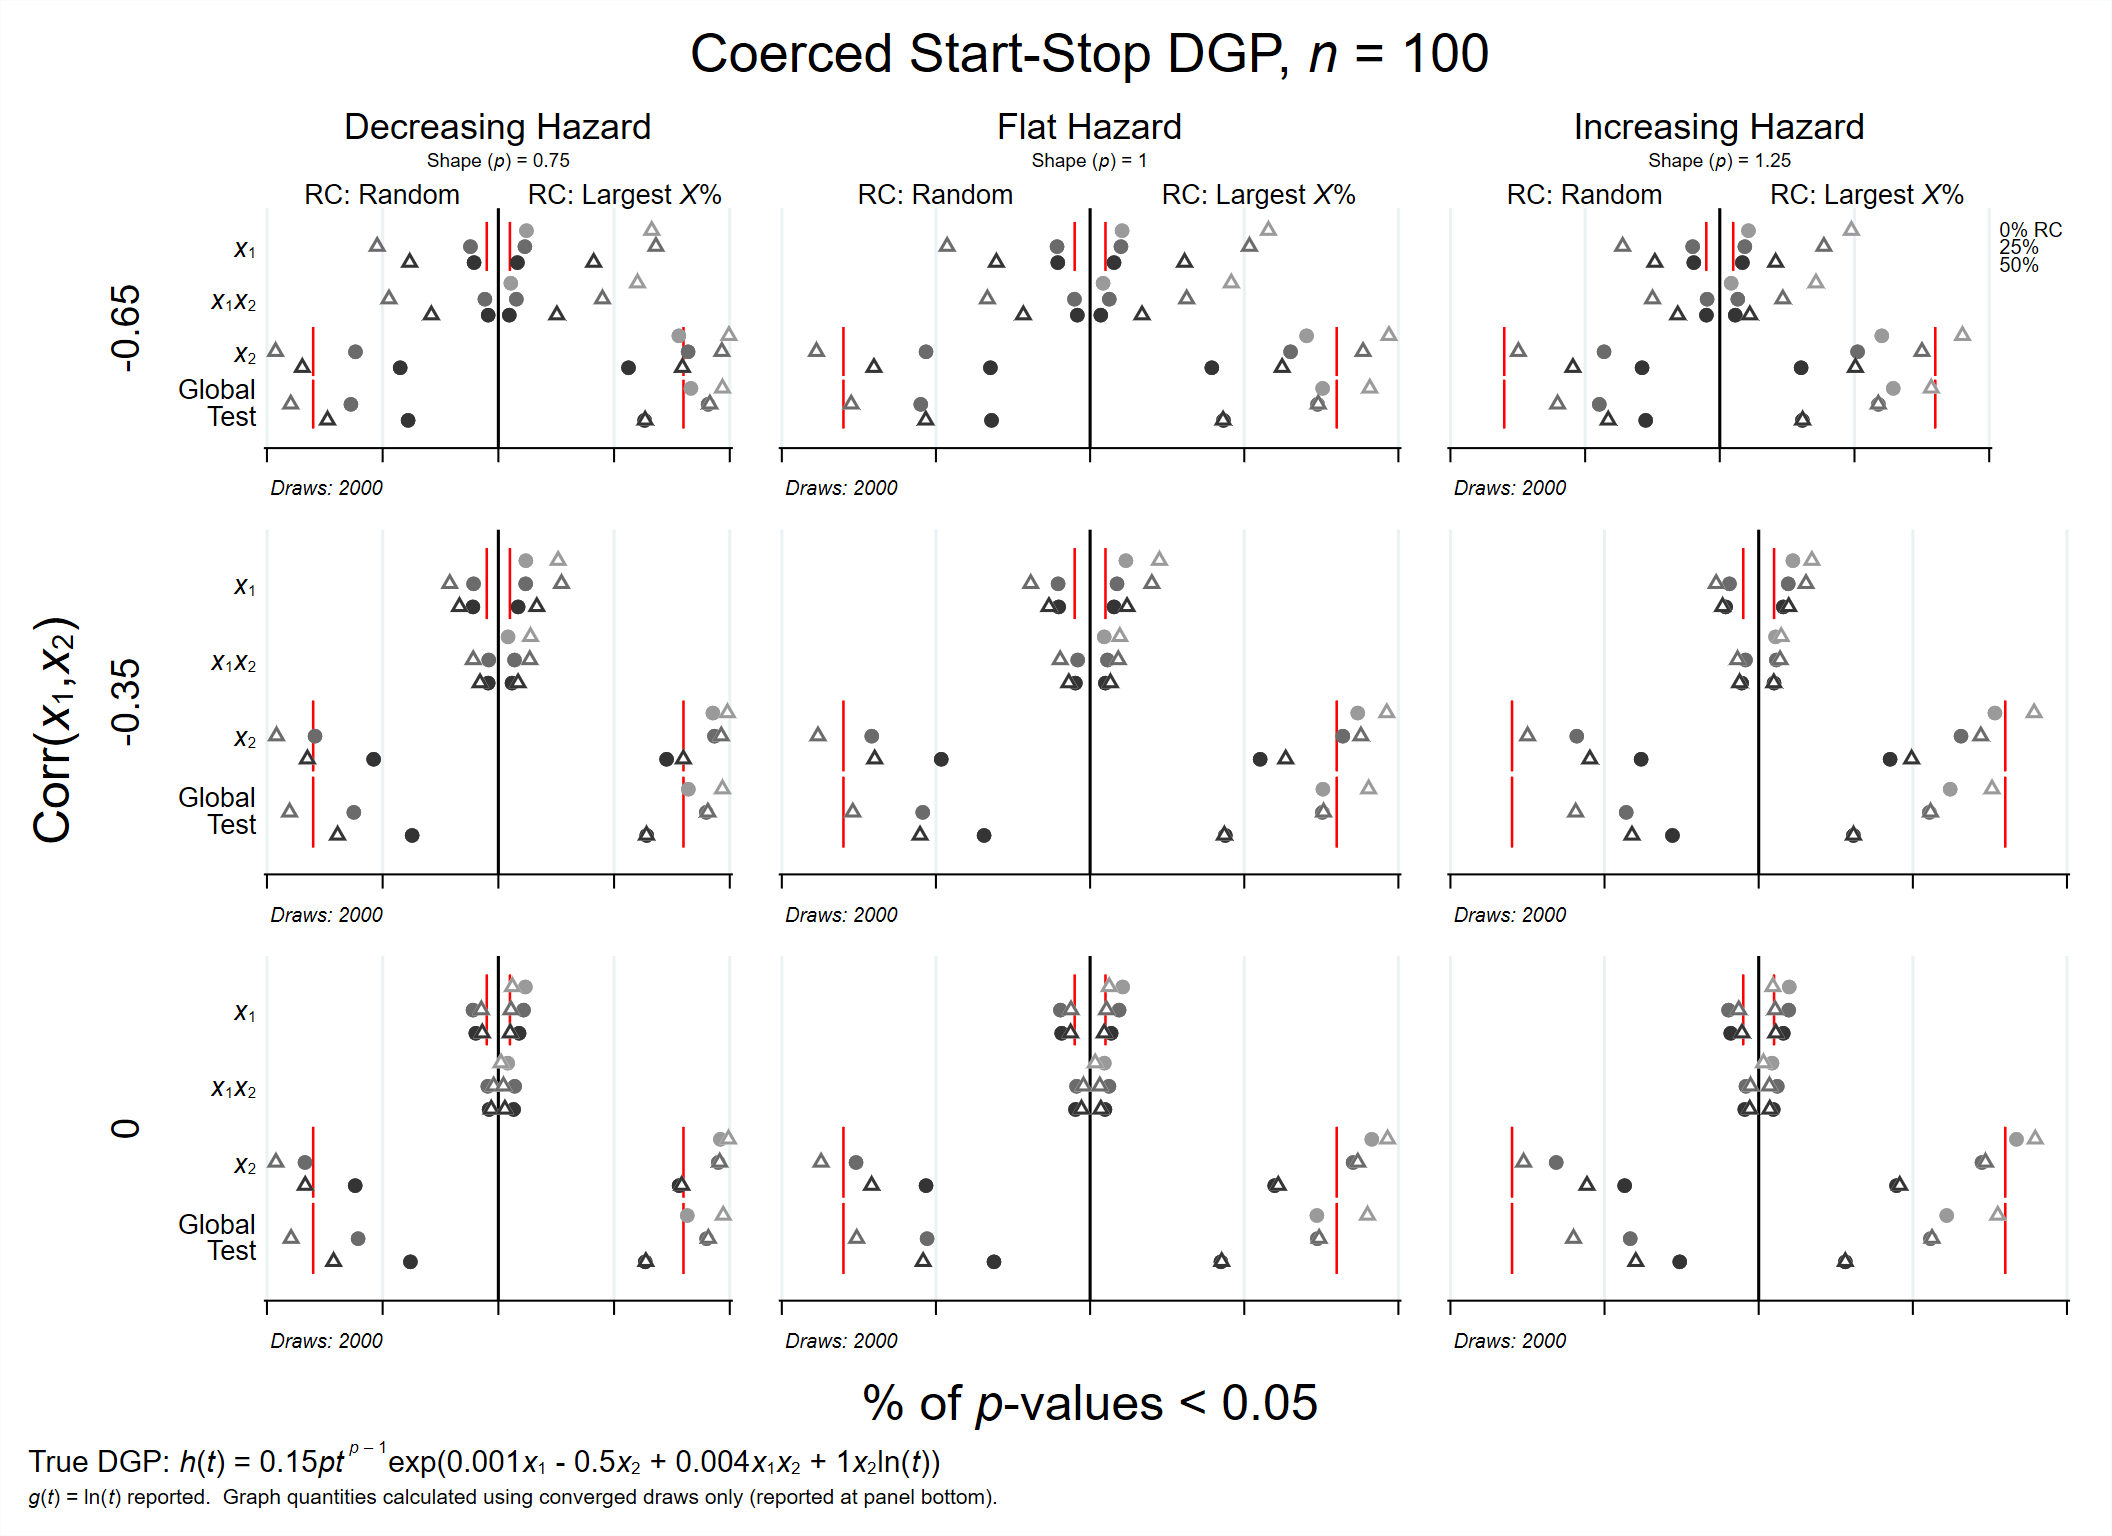 Coerced Start-Stop DGP, n = 100
Decreasing Hazard
Shape (p) = 0.75
RC: Random RC: Largest X%
Flat Hazard
Shape (p) = 1
RC: Random RC: Largest X%
Increasing Hazard
Shape (p) = 1.25
RC: Random RC: Largest X%
0% RC
25%
50%
Corr(x₁,x₂)
-0.65
x₁
x₁x₂
x₂
Global
Test
Draws: 2000
Draws: 2000
Draws: 2000
-0.35
x₁
x₁x₂
x₂
Global
Test
Draws: 2000
Draws: 2000
Draws: 2000
0
x₁
x₁x₂
x₂
Global
Test
Draws: 2000
Draws: 2000
Draws: 2000
% of p-values < 0.05
True DGP: h(t) = 0.15pt^(p – 1) exp(0.001x₁ - 0.5x₂ + 0.004x₁x₂ + 1x₂ln(t))
g(t) = ln(t) reported. Graph quantities calculated using converged draws only (reported at panel bottom).